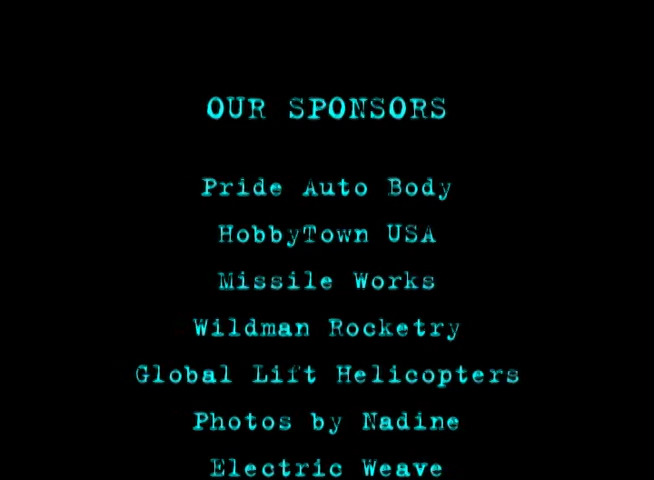 OUR SPONSORS
Pride Auto Body
HobbyTown USA
Missile Works
Wildman Rocketry
Global Lift Helicopters
Photos by Nadine
Electric Weave